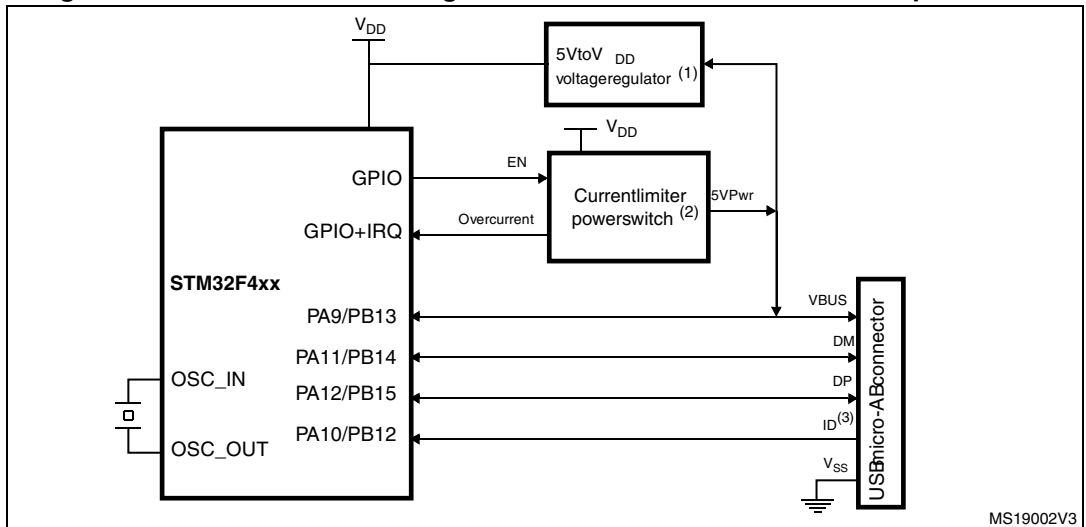 VDD
5VtoV DD
voltageregulator (1)
VDD
GPIO
EN
Currentlimiter
powerswitch (2)
5VPwr
GPIO+IRQ
Overcurrent
STM32F4xx
PA9/PB13
VBUS
PA11/PB14
DM
OSC_IN
PA12/PB15
DP
PA10/PB12
ID(3)
OSC_OUT
VSS
USBmicro-ABconnector
MS19002V3